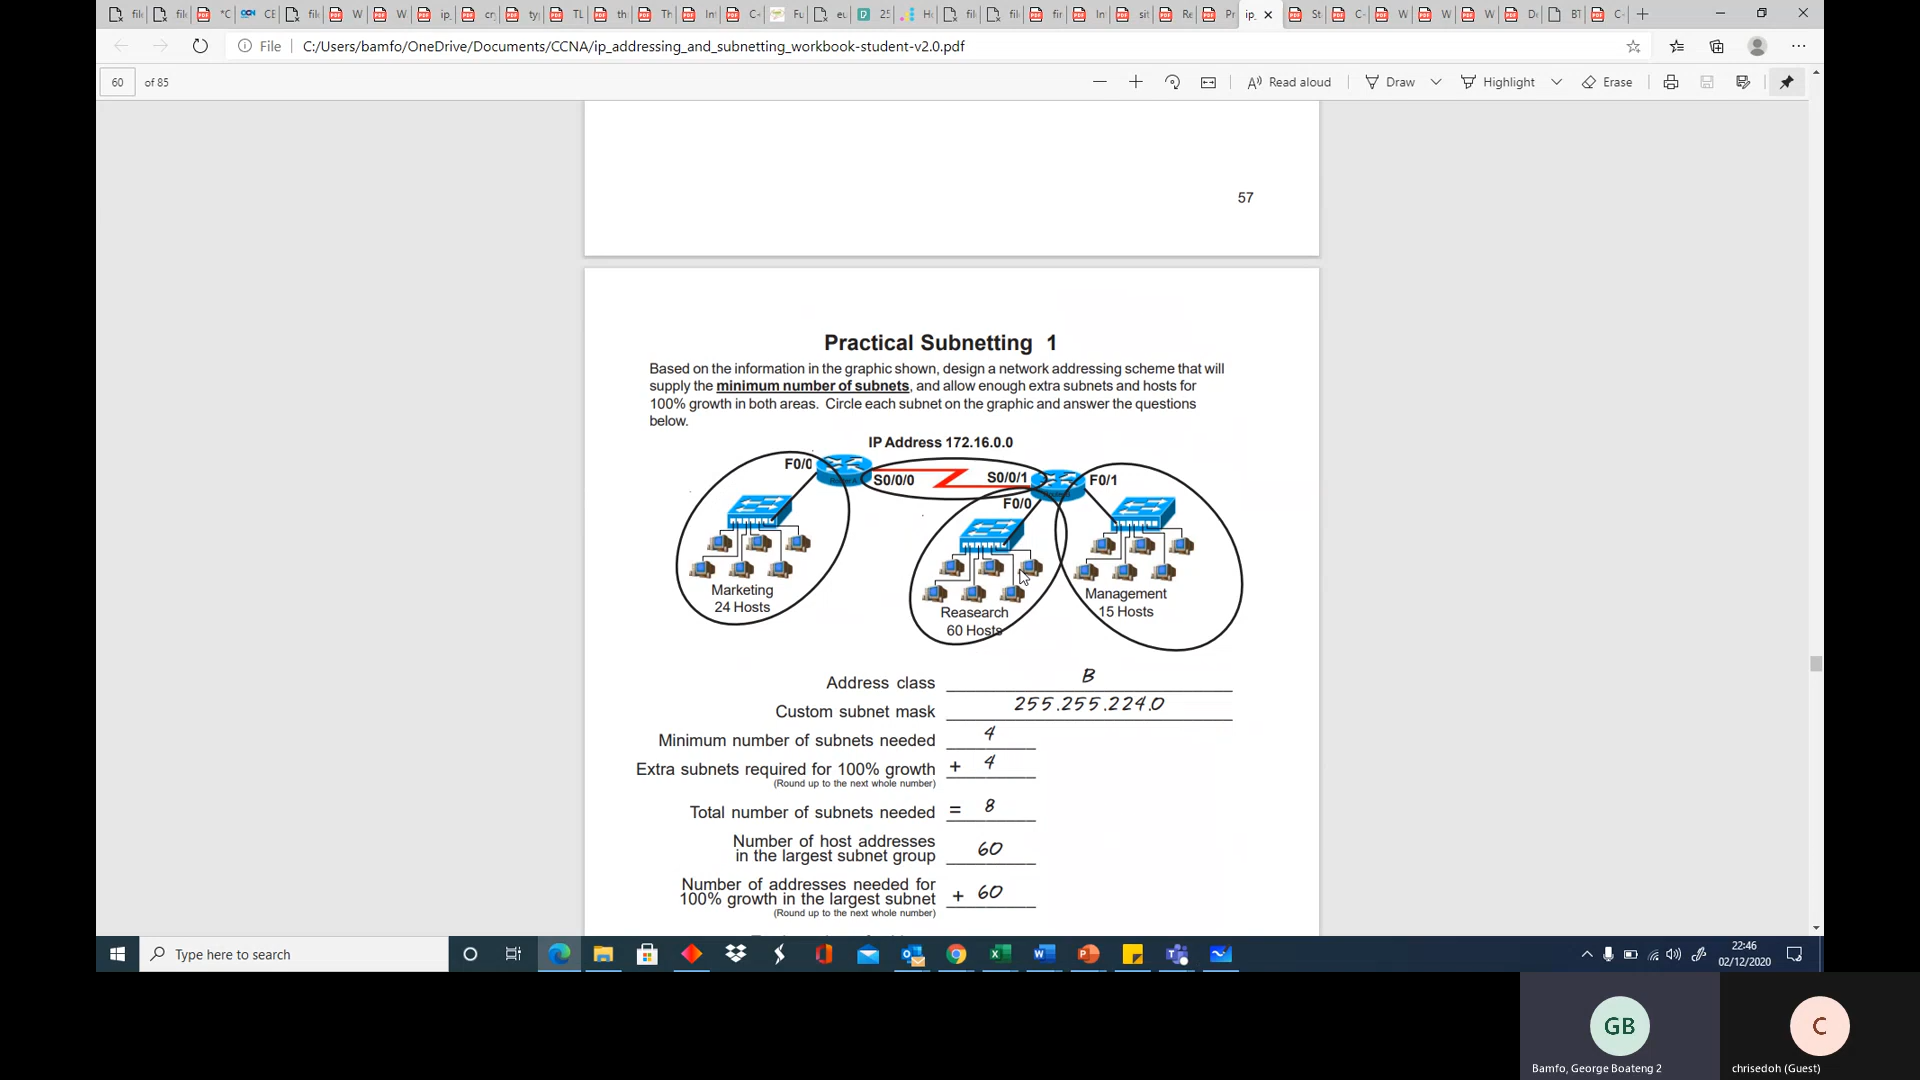 File
C:/Users/bamfo/OneDrive/Documents/CCNA/ip_addressing_and_subnetting_workbook-student-v2.0.pdf
60 of 85
Read aloud
Draw
Highlight
Erase
57
Practical Subnetting 1
Based on the information in the graphic shown, design a network addressing scheme that will
supply the minimum number of subnets, and allow enough extra subnets and hosts for
100% growth in both areas. Circle each subnet on the graphic and answer the questions
below.
IP Address 172.16.0.0
F0/0
S0/0/0
S0/0/1
F0/1
F0/0
Marketing
24 Hosts
Reasearch
60 Hosts
Management
15 Hosts
Address class B
Custom subnet mask 255.255.224.0
Minimum number of subnets needed 4
Extra subnets required for 100% growth + 4
(Round up to the next whole number)
Total number of subnets needed = 8
Number of host addresses
in the largest subnet group 60
Number of addresses needed for
100% growth in the largest subnet + 60
(Round up to the next whole number)
Type here to search
22:46
02/12/2020
GB
Bamfo, George Boateng 2
C
chrisedoh (Guest)